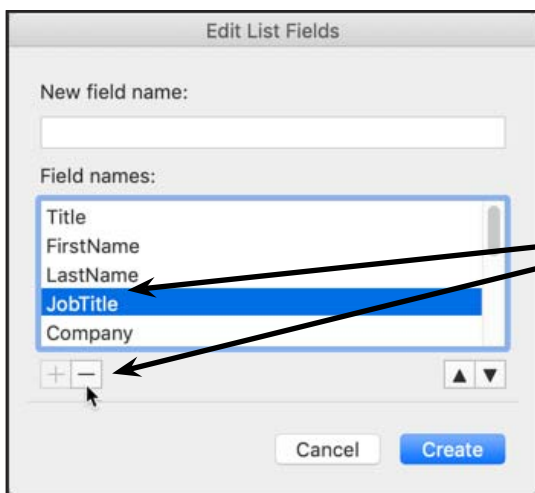 Edit List Fields
New field name:
Field names:
Title
FirstName
LastName
JobTitle
Company
+ −
▲ ▼
Cancel Create